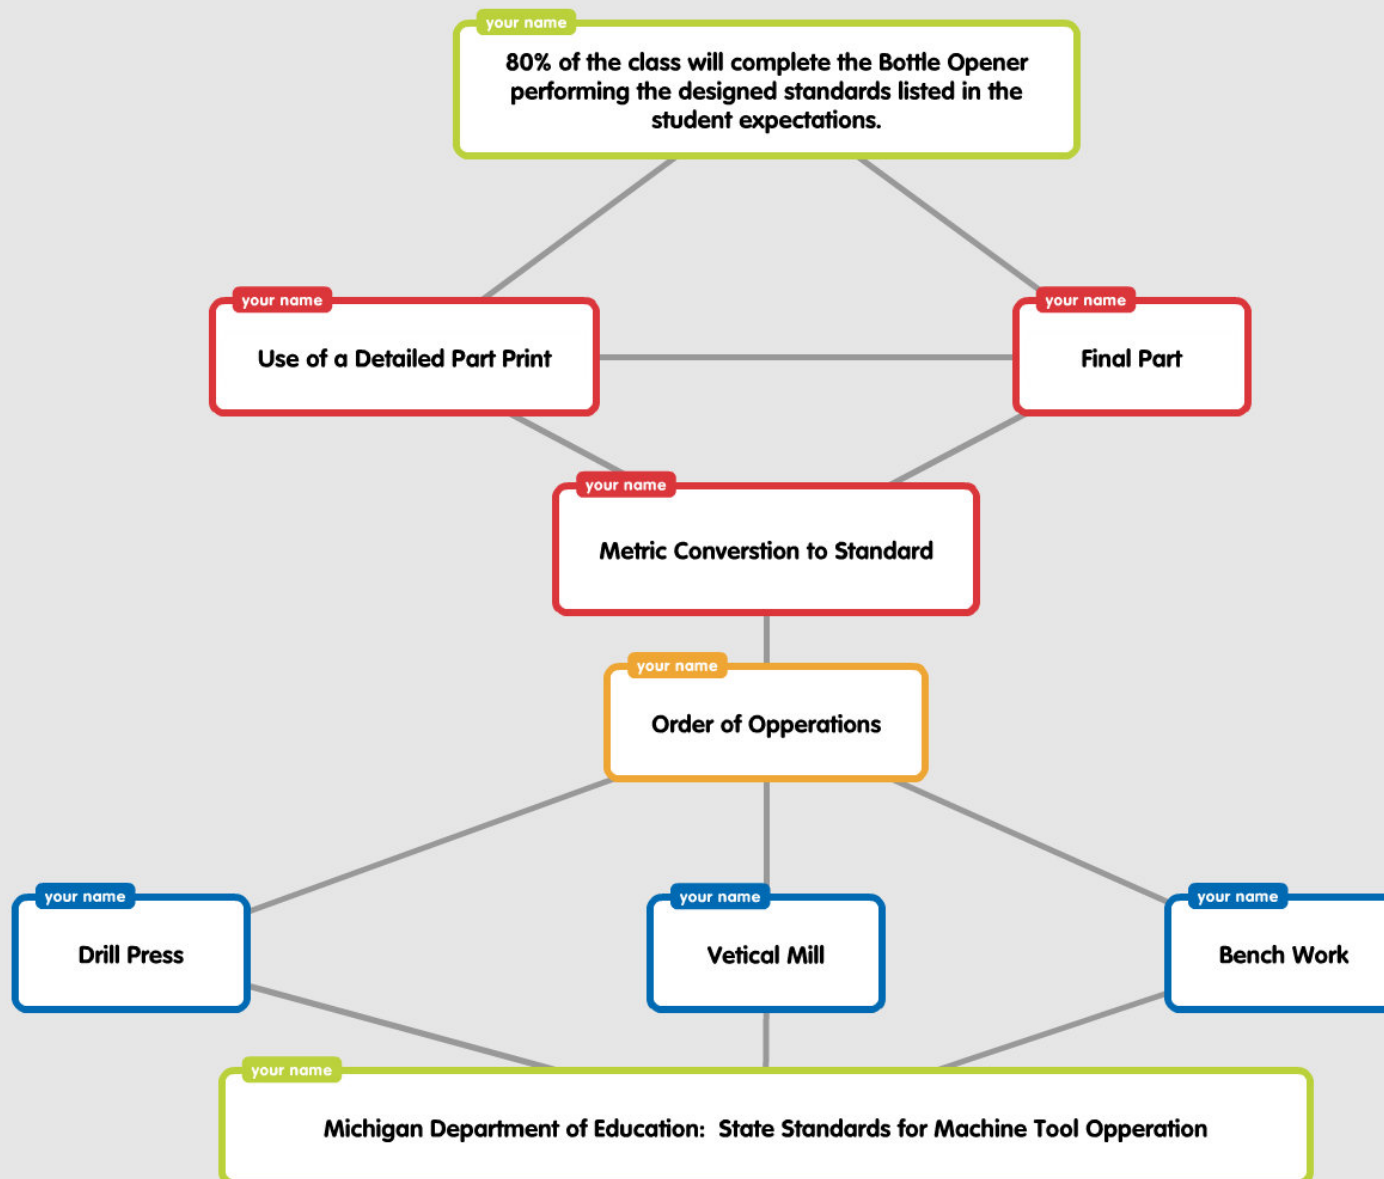 your name
80% of the class will complete the Bottle Opener
performing the designed standards listed in the
student expectations.
your name
Use of a Detailed Part Print
your name
Final Part
your name
Metric Converstion to Standard
your name
Order of Opperations
your name
Drill Press
your name
Vetical Mill
your name
Bench Work
your name
Michigan Department of Education: State Standards for Machine Tool Opperation